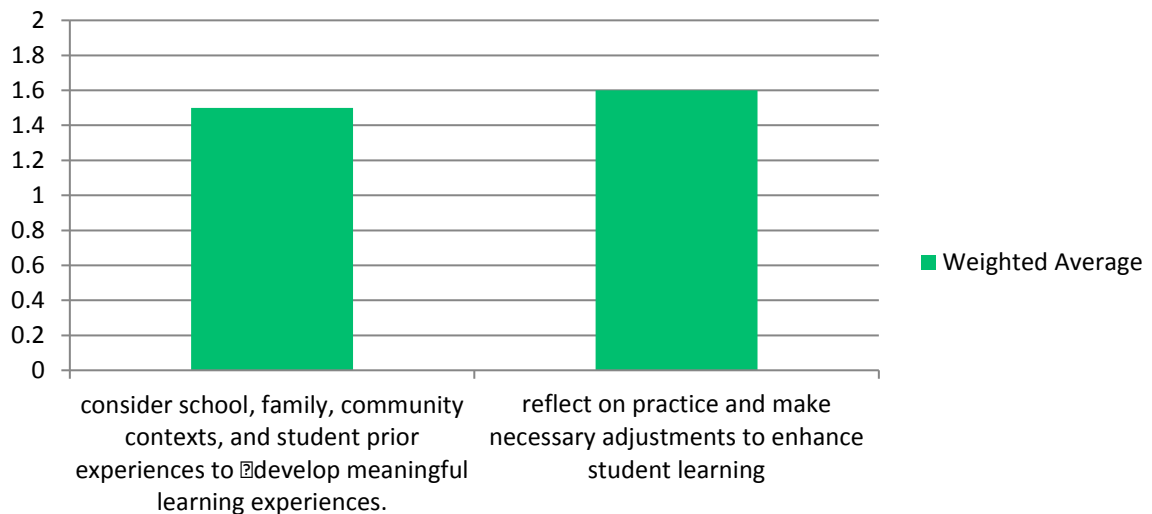 2
1.8
1.6
1.4
1.2
1
0.8
0.6
0.4
0.2
0
consider school, family, community
contexts, and student prior
experiences to �develop meaningful
learning experiences.
reflect on practice and make
necessary adjustments to enhance
student learning
Weighted Average